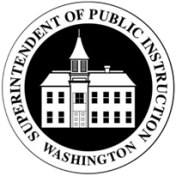 SUPERINTENDENT OF PUBLIC INSTRUCTION
WASHINGTON